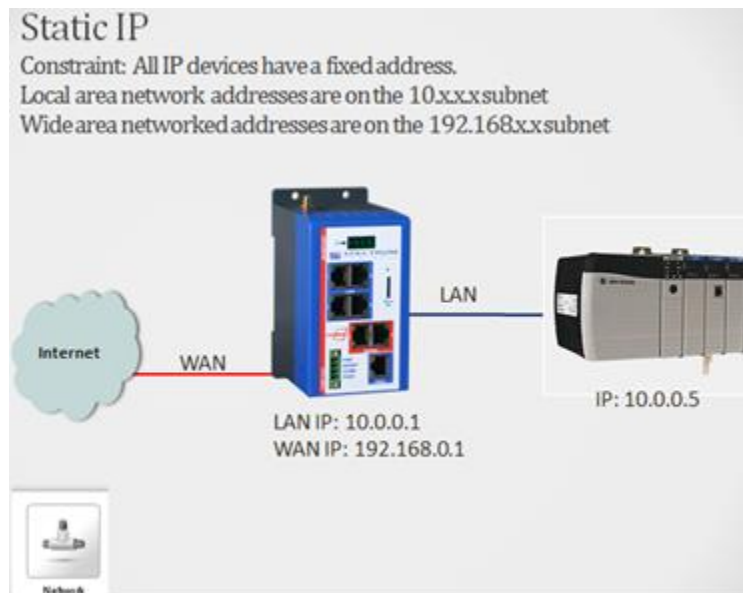 Static IP
Constraint: All IP devices have a fixed address.
Local area network addresses are on the 10.x.x.x subnet
Wide area networked addresses are on the 192.168.x.x subnet
LAN
Internet
WAN
IP: 10.0.0.5
LAN IP: 10.0.0.1
WAN IP: 192.168.0.1
Network